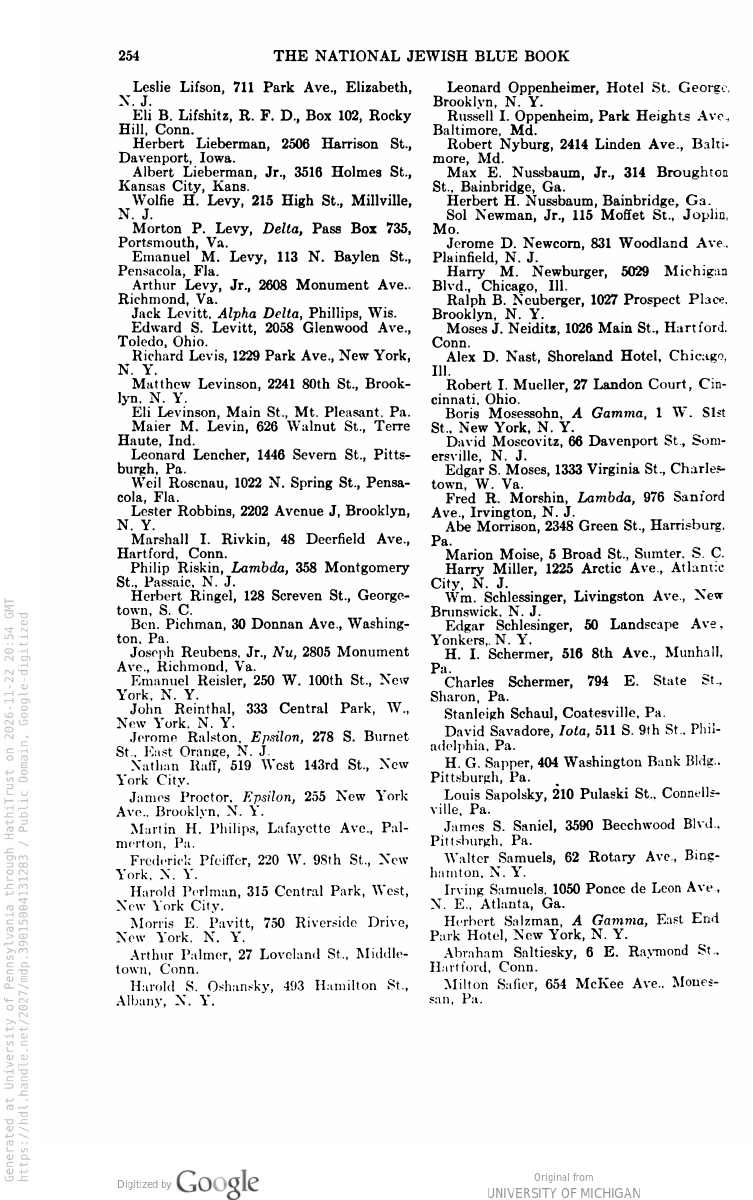 254
THE NATIONAL JEWISH BLUE BOOK
Leslie Lifson, 711 Park Ave., Elizabeth,
N. J.
Eli B. Lifshitz, R. F. D., Box 102, Rocky
Hill, Conn.
Herbert Lieberman, 2506 Harrison St.,
Davenport, Iowa.
Albert Lieberman, Jr., 3516 Holmes St.,
Kansas City, Kans.
Wolfie H. Levy, 215 High St., Millville,
N. J.
Morton P. Levy, Delta, Pass Box 735,
Portsmouth, Va.
Emanuel M. Levy, 113 N. Baylen St.,
Pensacola, Fla.
Arthur Levy, Jr., 2608 Monument Ave..
Richmond, Va.
Jack Levitt, Alpha Delta, Phillips, Wis.
Edward S. Levitt, 2058 Glenwood Ave.,
Toledo, Ohio.
Richard Levis, 1229 Park Ave., New York,
N. Y.
Matthew Levinson, 2241 80th St., Brook-
lyn, N. Y.
Eli Levinson, Main St., Mt. Pleasant. Pa.
Maier M. Levin, 626 Walnut St., Terre
Haute, Ind.
Leonard Lencher, 1446 Severn St., Pitts-
burgh, Pa.
Weil Rosenau, 1022 N. Spring St., Pensa-
cola, Fla.
Lester Robbins, 2202 Avenue J, Brooklyn,
N. Y.
Marshall I. Rivkin, 48 Deerfield Ave.,
Hartford, Conn.
Philip Riskin, Lambda, 358 Montgomery
St., Passaic, N. J.
Herbert Ringel, 128 Screven St., George-
town, S. C.
Ben. Pichman, 30 Donnan Ave., Washing-
ton, Pa.
Joseph Reubens, Jr., Nu, 2805 Monument
Ave., Richmond, Va.
Emanuel Reisler, 250 W. 100th St., New
York, N. Y.
John Reinthal, 333 Central Park, W.,
New York, N. Y.
Jerome Ralston, Epsilon, 278 S. Burnet
St., East Orange, N. J.
Nathan Raff, 519 West 143rd St., New
York City.
James Proctor, Epsilon, 255 New York
Ave., Brooklyn, N. Y.
Martin H. Philips, Lafayette Ave., Pal-
merton, Pa.
Frederick Pfeiffer, 220 W. 98th St., New
York, N. Y.
Harold Perlman, 315 Central Park, West,
New York City.
Morris E. Pavitt, 750 Riverside Drive,
New York, N. Y.
Arthur Palmer, 27 Loveland St., Middle-
town, Conn.
Harold S. Oshansky, 493 Hamilton St.,
Albany, N. Y.
Leonard Oppenheimer, Hotel St. George,
Brooklyn, N. Y.
Russell I. Oppenheim, Park Heights Ave.,
Baltimore, Md.
Robert Nyburg, 2414 Linden Ave., Balti-
more, Md.
Max E. Nussbaum, Jr., 314 Broughton
St., Bainbridge, Ga.
Herbert H. Nussbaum, Bainbridge, Ga.
Sol Newman, Jr., 115 Moffet St., Joplin,
Mo.
Jerome D. Newcorn, 831 Woodland Ave.,
Plainfield, N. J.
Harry M. Newburger, 5029 Michigan
Blvd., Chicago, Ill.
Ralph B. Neuberger, 1027 Prospect Place.
Brooklyn, N. Y.
Moses J. Neiditz, 1026 Main St., Hartford.
Conn.
Alex D. Nast, Shoreland Hotel, Chicago,
Ill.
Robert I. Mueller, 27 Landon Court, Cin-
cinnati, Ohio.
Boris Mosessohn, A Gamma, 1 W. 81st
St., New York, N. Y.
David Moscovitz, 66 Davenport St., Som-
ersville, N. J.
Edgar S. Moses, 1333 Virginia St., Charles-
town, W. Va.
Fred R. Morshin, Lambda, 976 Sanford
Ave., Irvington, N. J.
Abe Morrison, 2348 Green St., Harrisburg,
Pa.
Marion Moise, 5 Broad St., Sumter. S. C.
Harry Miller, 1225 Arctic Ave., Atlantic
City, N. J.
Wm. Schlessinger, Livingston Ave., New
Brunswick, N. J.
Edgar Schlesinger, 50 Landscape Ave,
Yonkers, N. Y.
H. I. Schermer, 516 8th Ave., Munhall,
Pa.
Charles Schermer, 794 E. State St.,
Sharon, Pa.
Stanleigh Schaul, Coatesville, Pa.
David Savadore, Iota, 511 S. 9th St., Phil-
adelphia, Pa.
H. G. Sapper, 404 Washington Bank Bldg..
Pittsburgh, Pa.
Louis Sapolsky, 210 Pulaski St., Connells-
ville, Pa.
James S. Saniel, 3590 Beechwood Blvd.,
Pittsburgh, Pa.
Walter Samuels, 62 Rotary Ave., Bing-
hamton, N. Y.
Irving Samuels, 1050 Ponce de Leon Ave,
N. E., Atlanta, Ga.
Herbert Salzman, A Gamma, East End
Park Hotel, New York, N. Y.
Abraham Saltiesky, 6 E. Raymond St.,
Hartford, Conn.
Milton Safier, 654 McKee Ave., Mones-
san, Pa.
Generated at University of Pennsylvania through HathiTrust on 2026-11-22 20:54 GMT
https://hdl.handle.net/2027/mdp.39015004131283 / Public Domain, Google-digitized
Digitized by Google
Original from
UNIVERSITY OF MICHIGAN